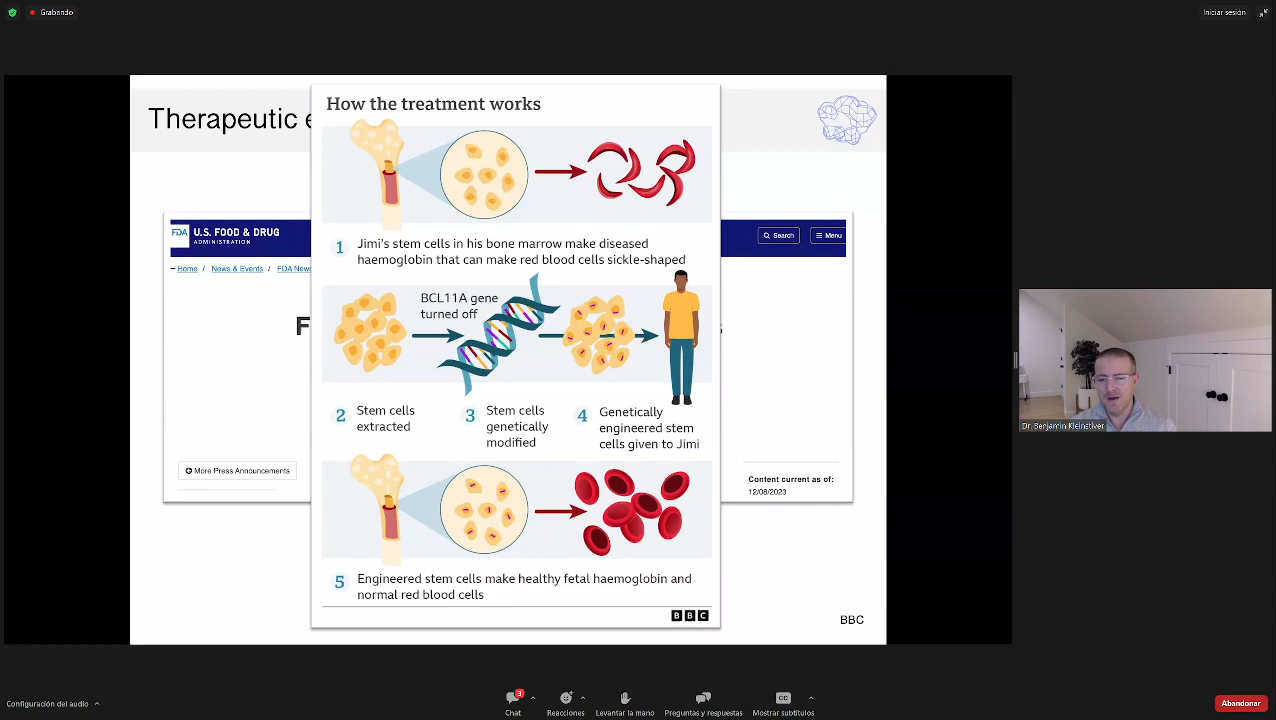 Grabando
Iniciar sesión
Therapeutic
How the treatment works
1 Jimi's stem cells in his bone marrow make diseased
haemoglobin that can make red blood cells sickle-shaped
FDA U.S. FOOD & DRUG
ADMINISTRATION
Search
Menu
Home / News & Events / FDA News
BCL11A gene
turned off
F
2 Stem cells
extracted
3 Stem cells
genetically
modified
4 Genetically
engineered stem
cells given to Jimi
More Press Announcements
Content current as of:
12/08/2023
5 Engineered stem cells make healthy fetal haemoglobin and
normal red blood cells
BBC
BBC
Dr. Benjamin Kleinstiver
Configuración del audio
3
Chat
Reacciones
Levantar la mano
Preguntas y respuestas
CC
Mostrar subtítulos
Abandonar